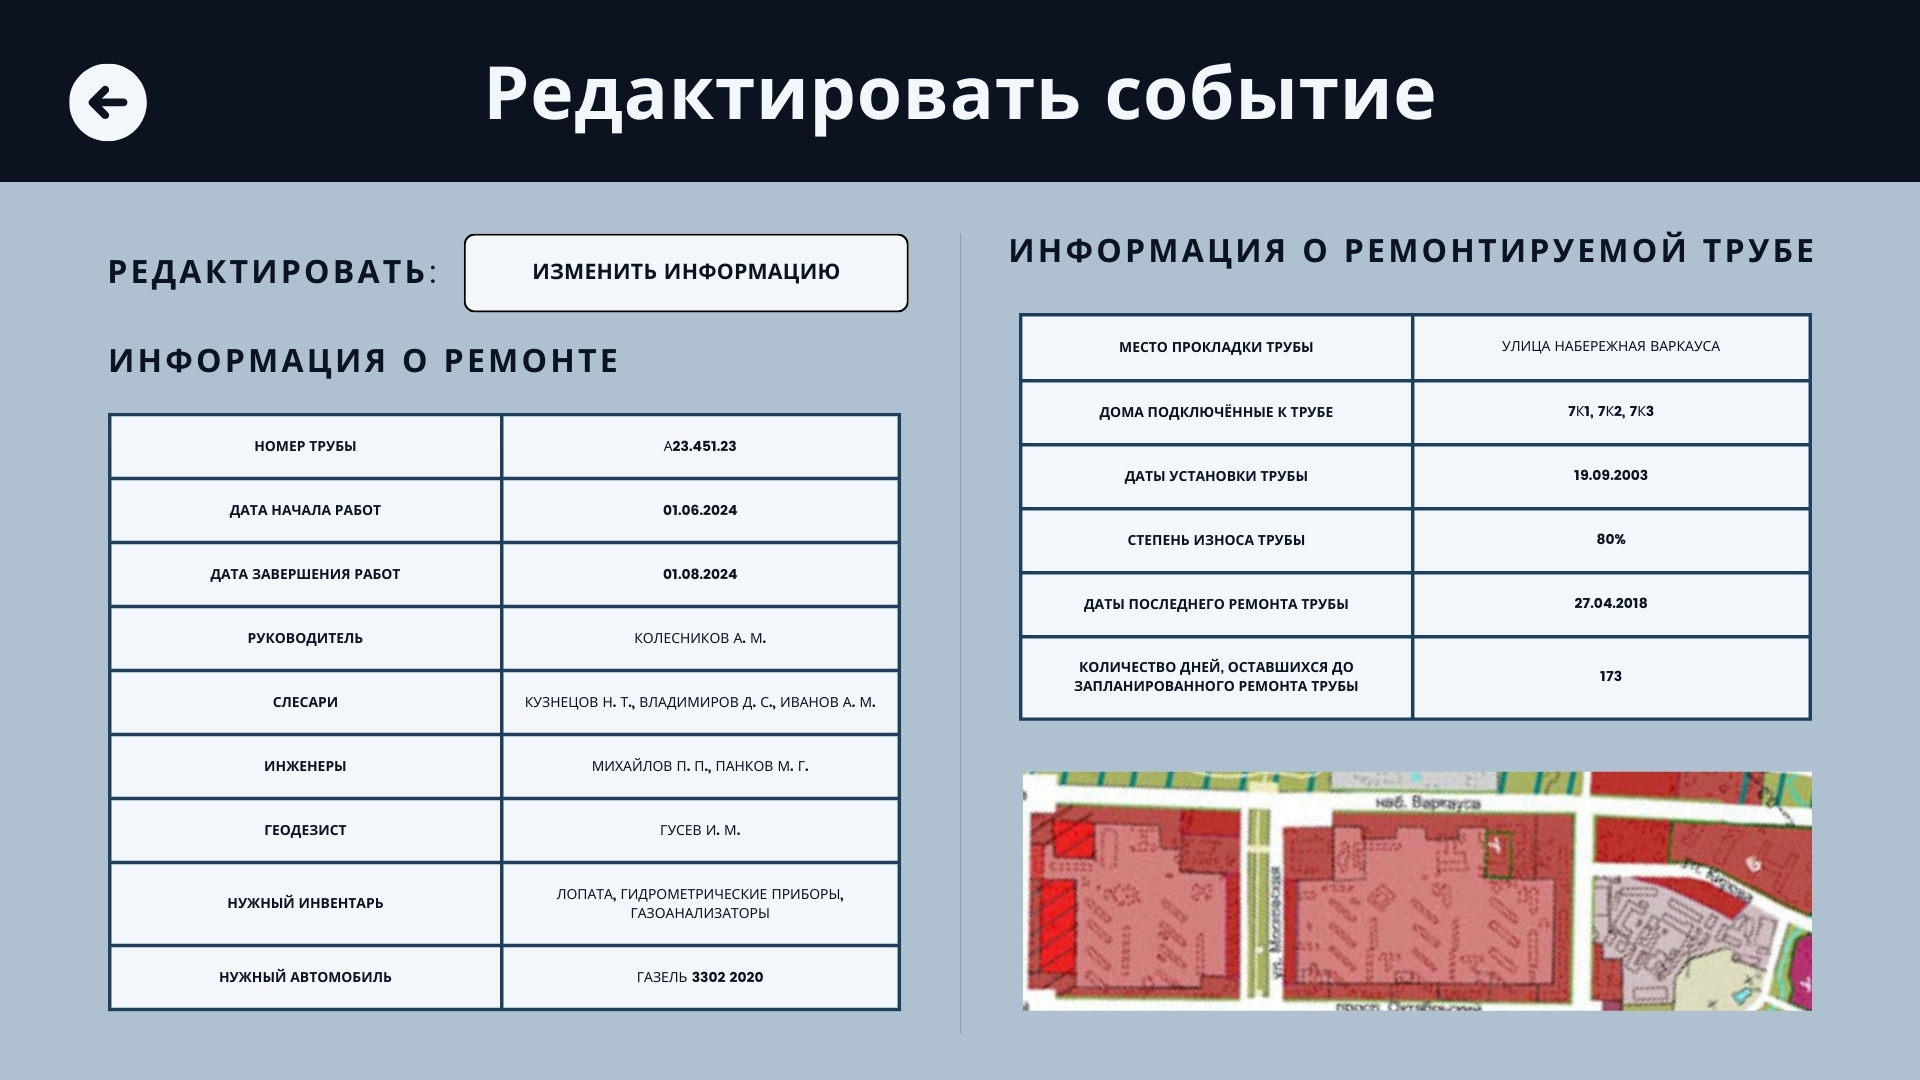 Редактировать событие
РЕДАКТИРОВАТЬ:
ИЗМЕНИТЬ ИНФОРМАЦИЮ
ИНФОРМАЦИЯ О РЕМОНТЕ
НОМЕР ТРУБЫ
А23.451.23
ДАТА НАЧАЛА РАБОТ
01.06.2024
ДАТА ЗАВЕРШЕНИЯ РАБОТ
01.08.2024
РУКОВОДИТЕЛЬ
КОЛЕСНИКОВ А. М.
СЛЕСАРИ
КУЗНЕЦОВ Н. Т., ВЛАДИМИРОВ Д. С., ИВАНОВ А. М.
ИНЖЕНЕРЫ
МИХАЙЛОВ П. П., ПАНКОВ М. Г.
ГЕОДЕЗИСТ
ГУСЕВ И. М.
НУЖНЫЙ ИНВЕНТАРЬ
ЛОПАТА, ГИДРОМЕТРИЧЕСКИЕ ПРИБОРЫ,
ГАЗОАНАЛИЗАТОРЫ
НУЖНЫЙ АВТОМОБИЛЬ
ГАЗЕЛЬ 3302 2020
ИНФОРМАЦИЯ О РЕМОНТИРУЕМОЙ ТРУБЕ
МЕСТО ПРОКЛАДКИ ТРУБЫ
УЛИЦА НАБЕРЕЖНАЯ ВАРКАУСА
ДОМА ПОДКЛЮЧЁННЫЕ К ТРУБЕ
7К1, 7К2, 7К3
ДАТЫ УСТАНОВКИ ТРУБЫ
19.09.2003
СТЕПЕНЬ ИЗНОСА ТРУБЫ
80%
ДАТЫ ПОСЛЕДНЕГО РЕМОНТА ТРУБЫ
27.04.2018
КОЛИЧЕСТВО ДНЕЙ, ОСТАВШИХСЯ ДО
ЗАПЛАНИРОВАННОГО РЕМОНТА ТРУБЫ
173
наб. Варкауса
ул. Московская
ул. Кирова
просп. Октябрьский